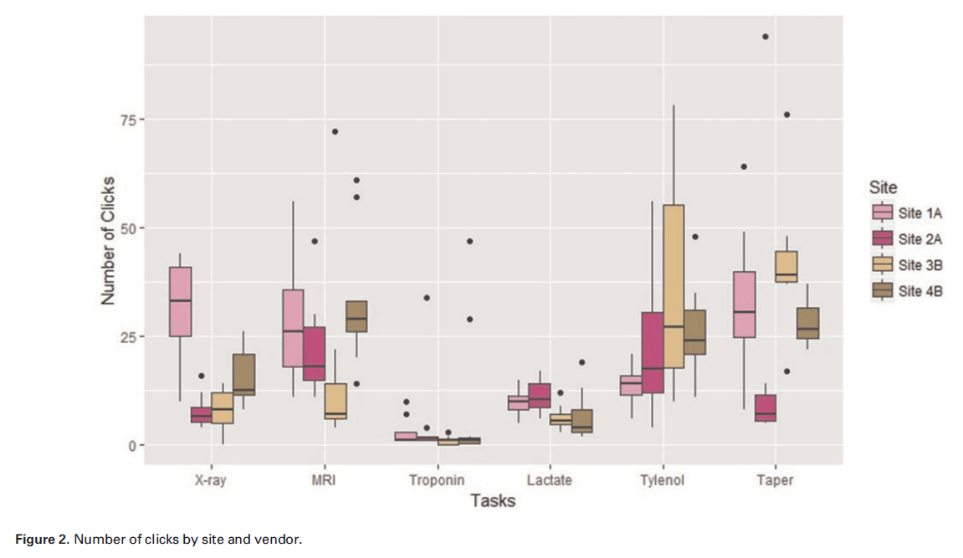 75
50
25
0
Number of Clicks
X-ray MRI Troponin Lactate Tylenol Taper
Tasks
Site
Site 1A
Site 2A
Site 3B
Site 4B
Figure 2. Number of clicks by site and vendor.